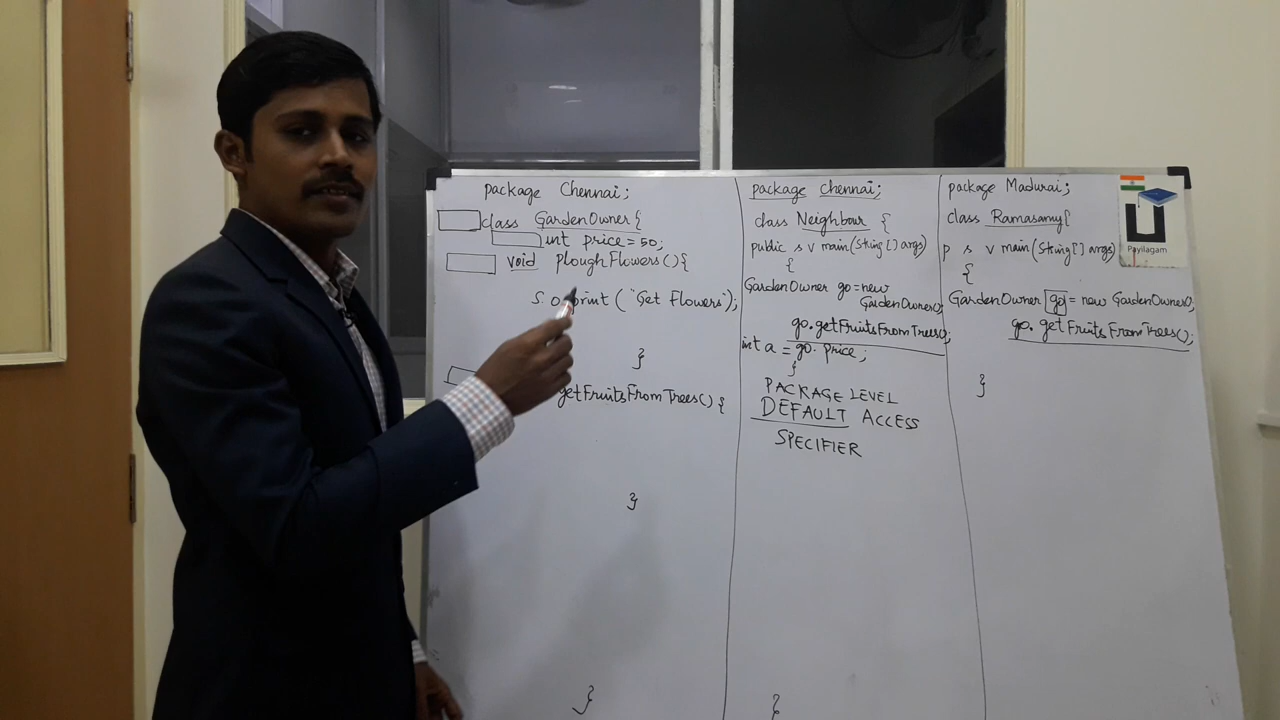 package Chennai;
class GardenOwner{
int price = 50;
void ploughFlowers(){
S. o. print ("Get Flowers");
}
getFruitsFromTrees() {
}
}
package chennai;
class Neighbour {
public s v main(String[] args)
{
GardenOwner go = new
GardenOwner();
go.getFruitsFromTrees();
int a = go.price;
}
PACKAGE LEVEL
DEFAULT ACCESS
SPECIFIER
}
package Madurai;
class Ramasamy{
p s v main(String[] args)
{
GardenOwner go = new GardenOwner();
go.getFruitsFromTrees();
}
Payilagam